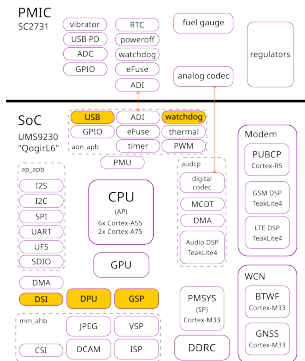 PMIC
SC2731
vibrator
USB PD
ADC
GPIO
RTC
poweroff
watchdog
eFuse
ADI
fuel gauge
analog codec
regulators
SoC
UMS9230
"QogirL6"
USB
ADI
watchdog
GPIO
eFuse
thermal
aon_apb
timer
PWM
PMU
ap_apb
I2S
I2C
SPI
UART
UFS
SDIO
DMA
DSI
CPU
(AP)
6x Cortex-A55
2x Cortex-A75
GPU
DPU
GSP
audcp
digital
codec
MCDT
DMA
Audio DSP
TeakLite4
Modem
PUBCP
Cortex-R5
GSM DSP
TeakLite4
LTE DSP
TeakLite4
WCN
BTWF
Cortex-M33
GNSS
Cortex-M33
PMSYS
(SP)
Cortex-M33
DDRC
mm_ahb
JPEG
VSP
CSI
DCAM
ISP